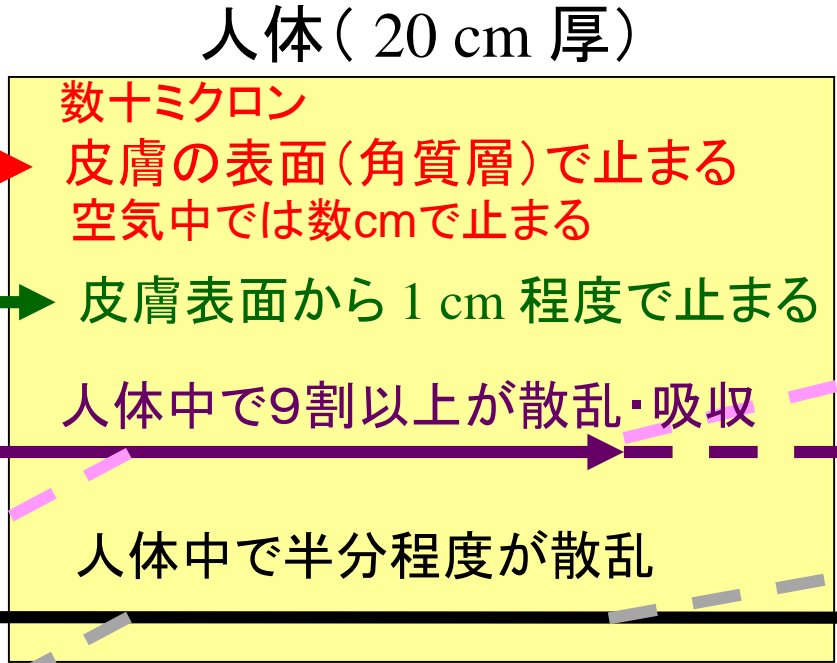 人体( 20 cm 厚)
数十ミクロン
皮膚の表面(角質層)で止まる
空気中では数cmで止まる
皮膚表面から 1 cm 程度で止まる
人体中で９割以上が散乱・吸収
人体中で半分程度が散乱